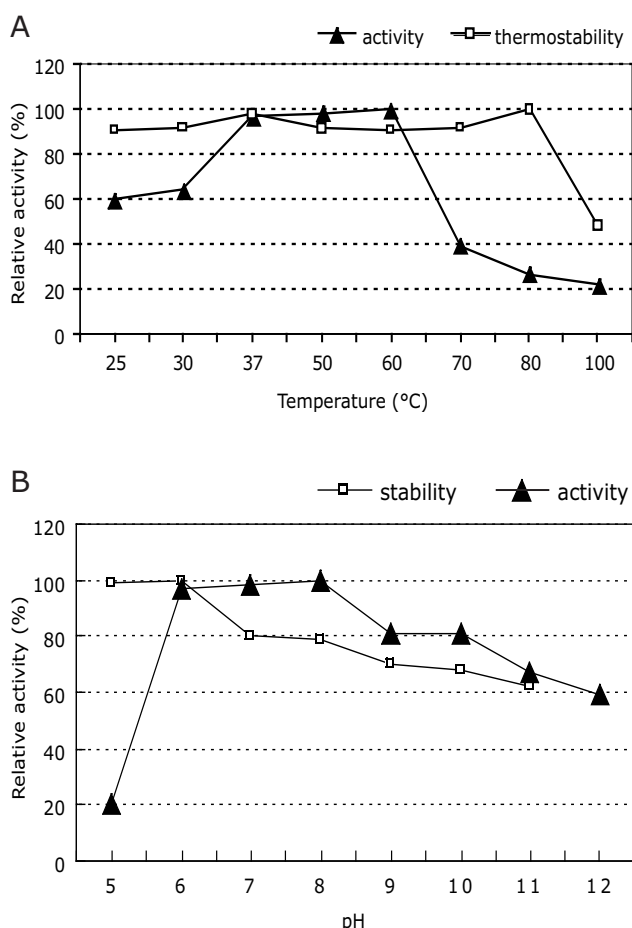 A
activity thermostability
120
100
80
60
40
20
0
Relative activity (%)
25 30 37 50 60 70 80 100
Temperature (°C)
B
stability activity
120
100
80
60
40
20
0
Relative activity (%)
5 6 7 8 9 10 11 12
pH